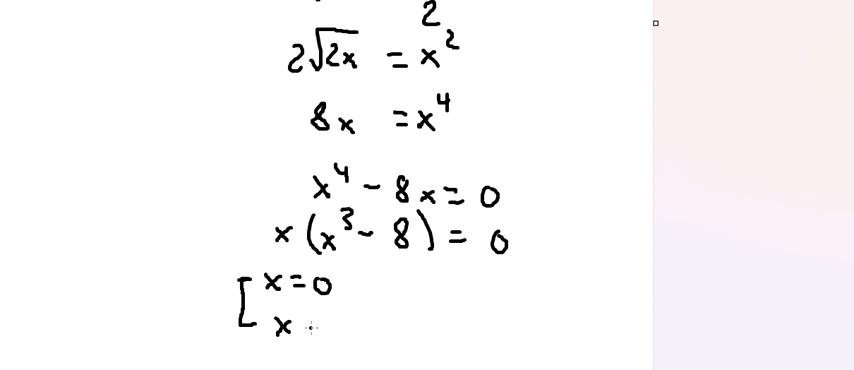 2
2√2x = x²
8x = x⁴
x⁴ - 8x = 0
x(x³ - 8) = 0
[ x = 0
x